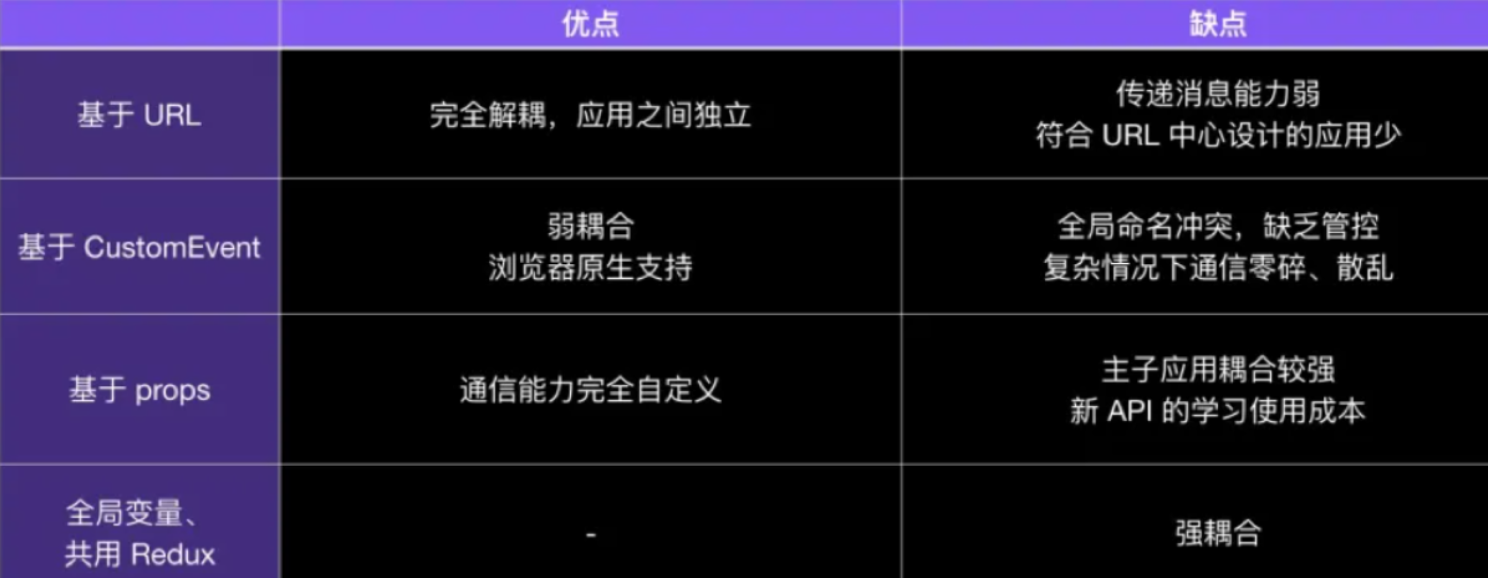 优点
缺点
基于 URL
完全解耦，应用之间独立
传递消息能力弱
符合 URL 中心设计的应用少
基于 CustomEvent
弱耦合
浏览器原生支持
全局命名冲突，缺乏管控
复杂情况下通信零碎、散乱
基于 props
通信能力完全自定义
主子应用耦合较强
新 API 的学习使用成本
全局变量、
共用 Redux
-
强耦合